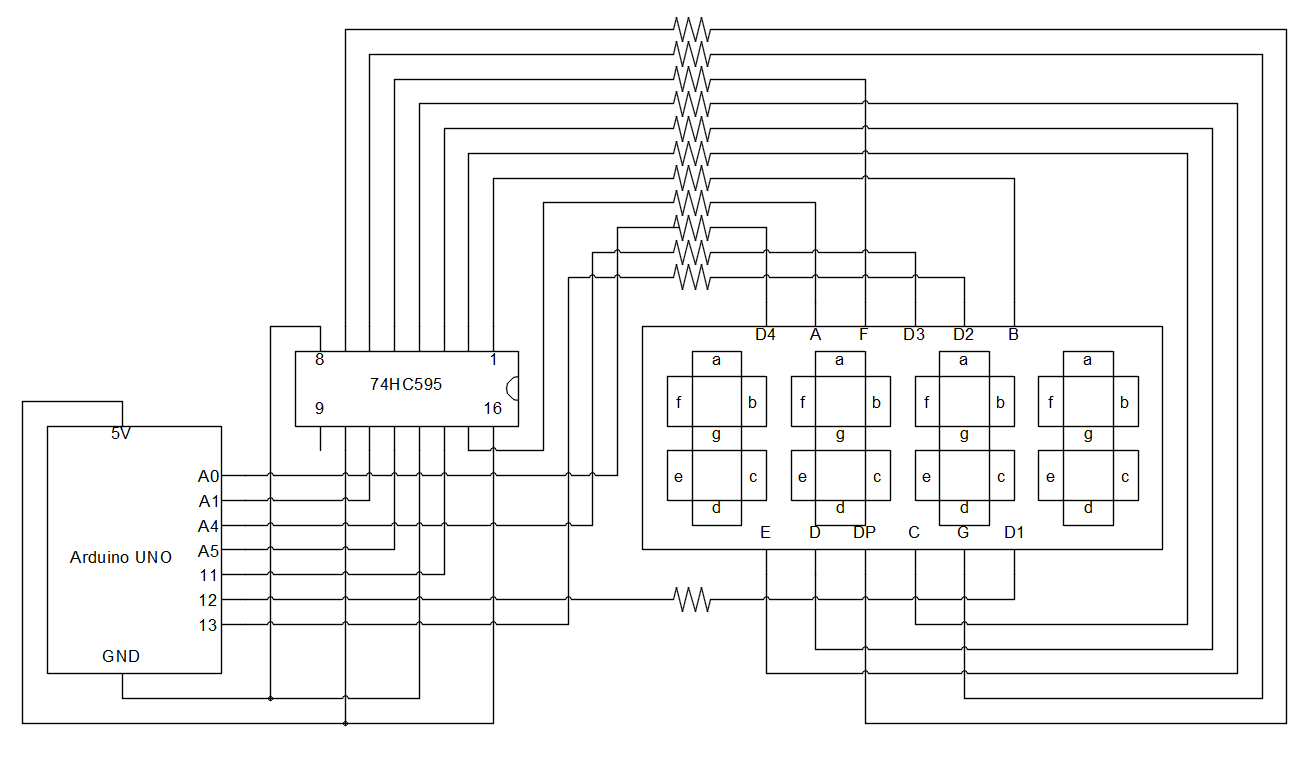 D4 A F D3 D2 B
8 1
74HC595
9 16
5V
A0
A1
A4
A5
Arduino UNO
11
12
13
GND
a a a a
f b f b f b f b
g g g g
e c e c e c e c
d d d d
E D DP C G D1